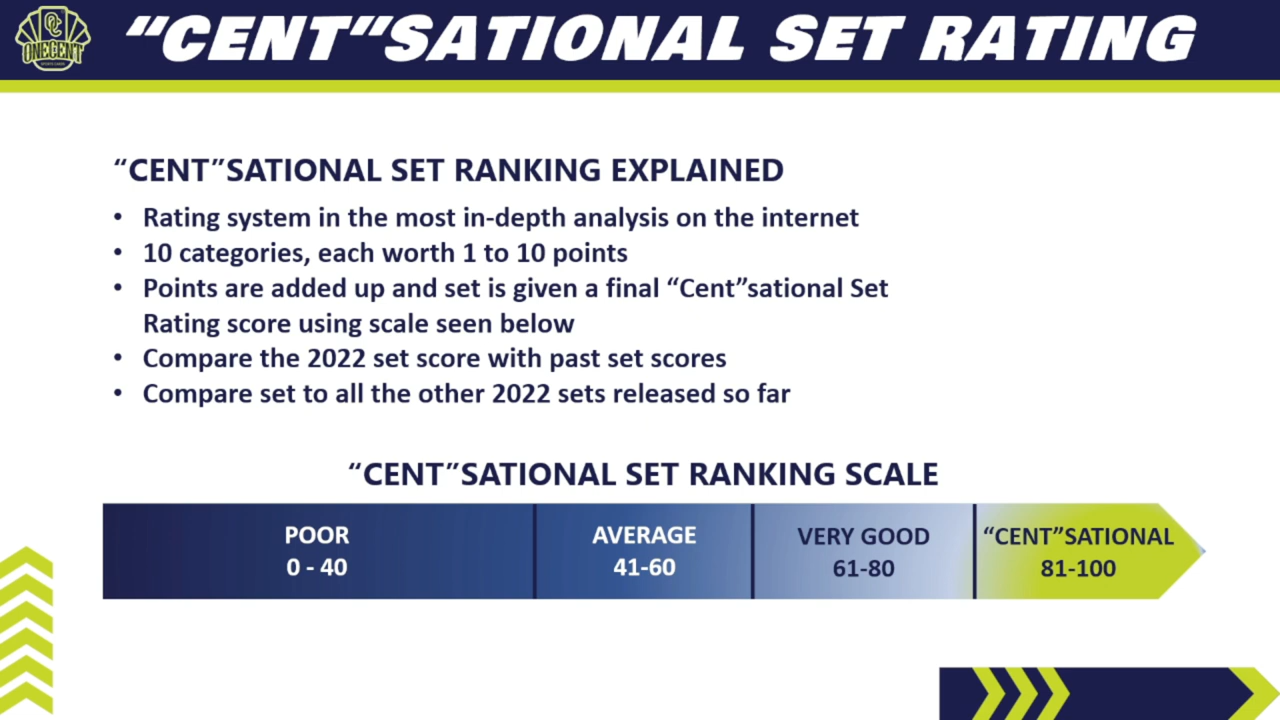 OC
ONECENT
SPORTS CARDS
“CENT”SATIONAL SET RATING
“CENT”SATIONAL SET RANKING EXPLAINED
• Rating system in the most in-depth analysis on the internet
• 10 categories, each worth 1 to 10 points
• Points are added up and set is given a final “Cent”sational Set
Rating score using scale seen below
• Compare the 2022 set score with past set scores
• Compare set to all the other 2022 sets released so far
“CENT”SATIONAL SET RANKING SCALE
POOR
0 - 40
AVERAGE
41-60
VERY GOOD
61-80
“CENT”SATIONAL
81-100